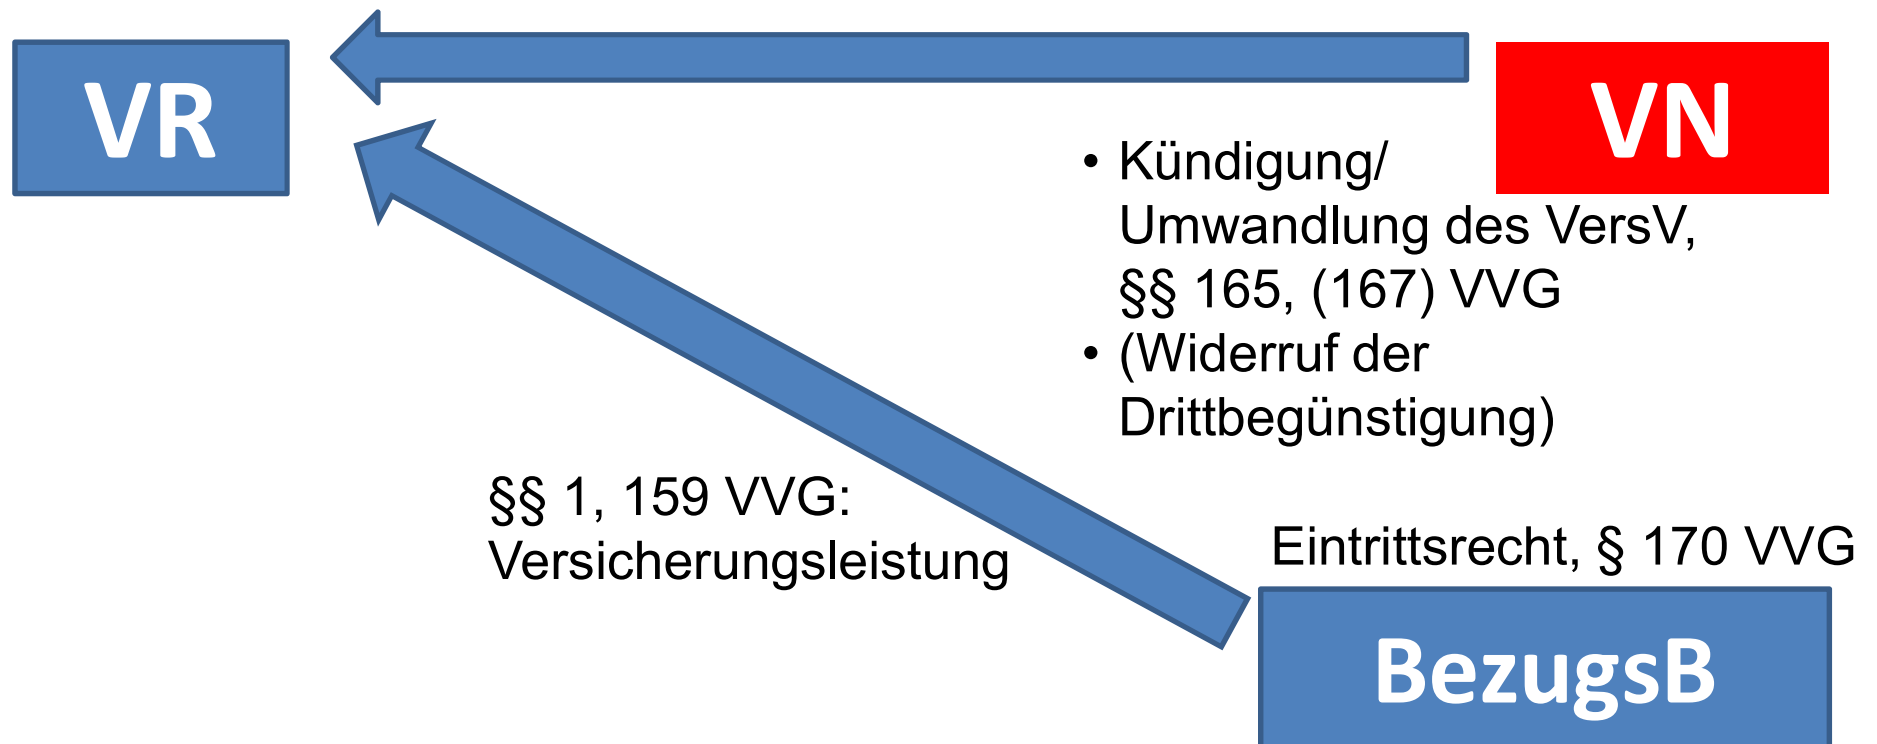 VR
VN
• Kündigung/
Umwandlung des VersV,
§§ 165, (167) VVG
• (Widerruf der
Drittbegünstigung)
§§ 1, 159 VVG:
Versicherungsleistung
Eintrittsrecht, § 170 VVG
BezugsB